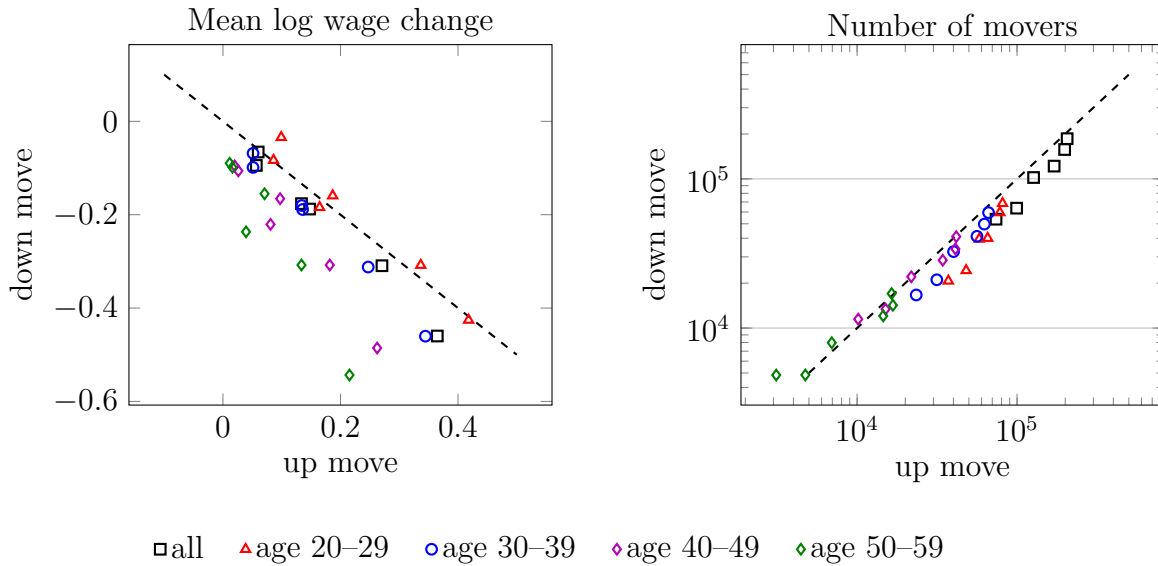 Mean log wage change
Number of movers
down move
0
−0.2
−0.4
−0.6
0
0.2
0.4
up move
down move
10^5
10^4
10^4
10^5
up move
all
age 20–29
age 30–39
age 40–49
age 50–59